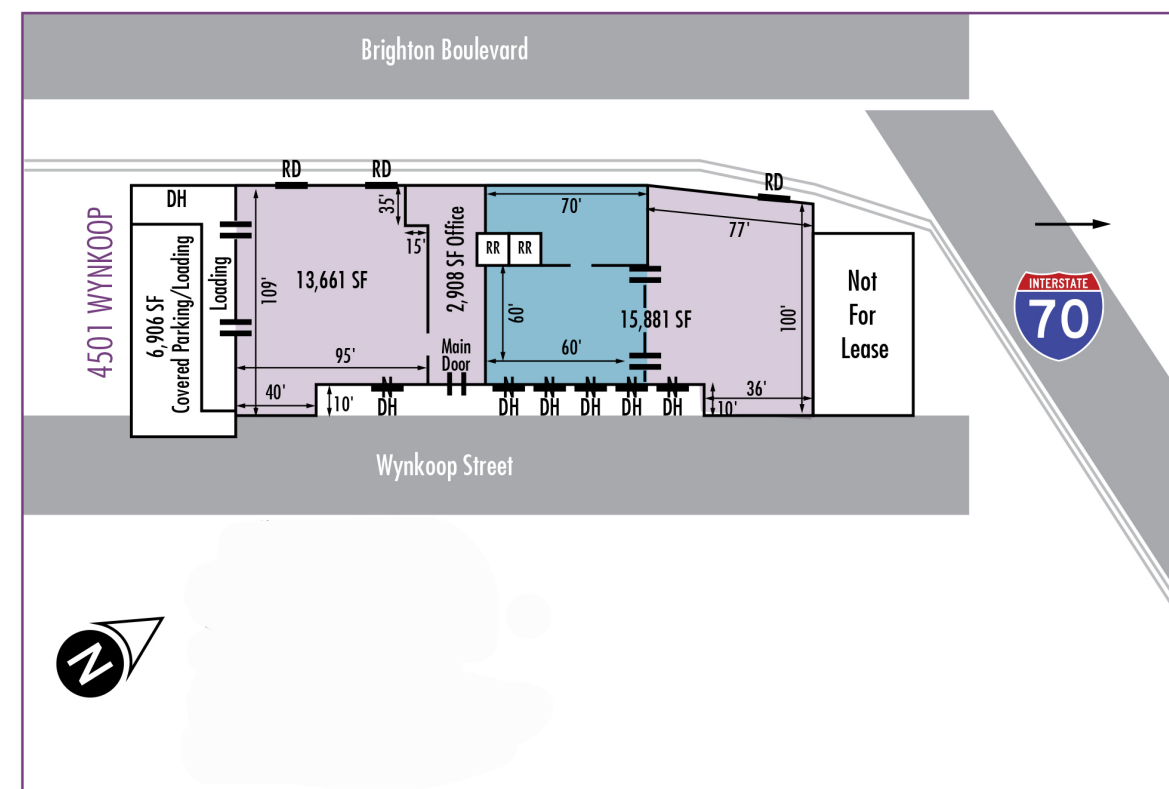 Brighton Boulevard
RD
RD
RD
DH
35'
70'
77'
15'
RR
RR
4501 WYNKOOP
6,906 SF
Covered Parking/Loading
Loading
109'
13,661 SF
2,908 SF Office
60'
15,881 SF
100'
Not
For
Lease
INTERSTATE
70
95'
Main
Door
60'
40'
10'
N
DH
N
DH
N
DH
N
DH
N
DH
N
DH
36'
10'
Wynkoop Street
N